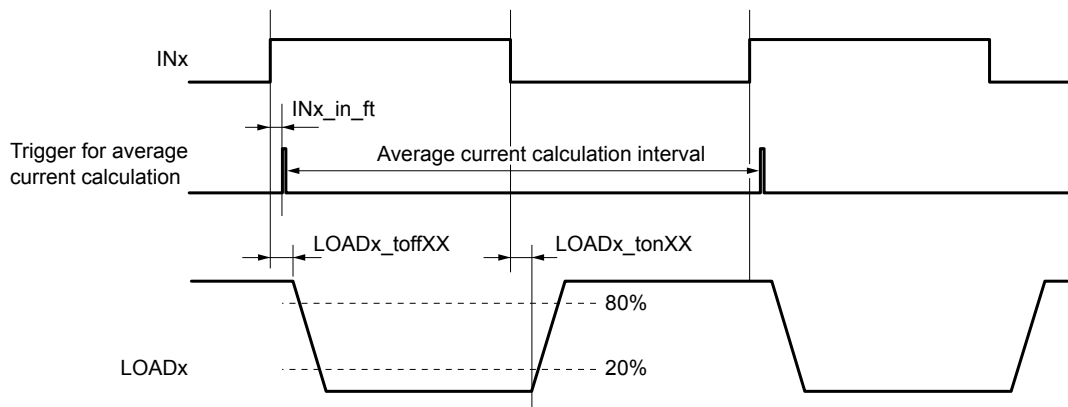 INx
INx_in_ft
Trigger for average
current calculation
Average current calculation interval
LOADx_toffXX
LOADx_tonXX
80%
LOADx
20%